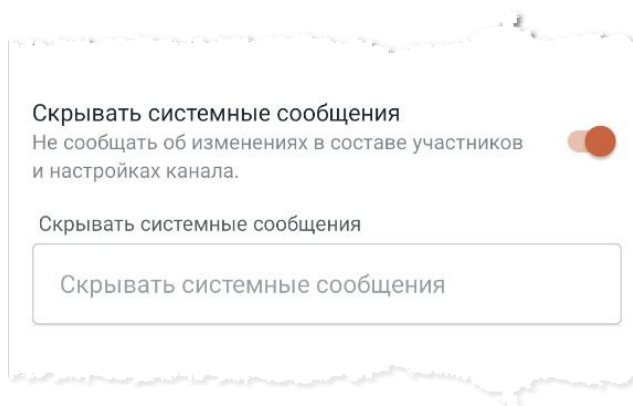 Скрывать системные сообщения
Не сообщать об изменениях в составе участников
и настройках канала.
Скрывать системные сообщения
Скрывать системные сообщения